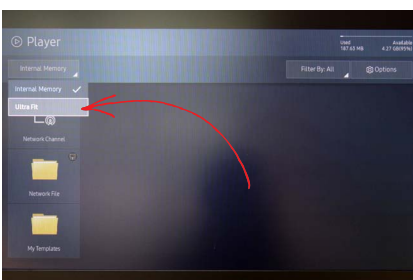 Player
Used
187.65 MB
Available
4.27 GB(95%)
Internal Memory
Filter By: All
Options
Internal Memory
Ultra Fit
Network Channel
Network File
My Templates